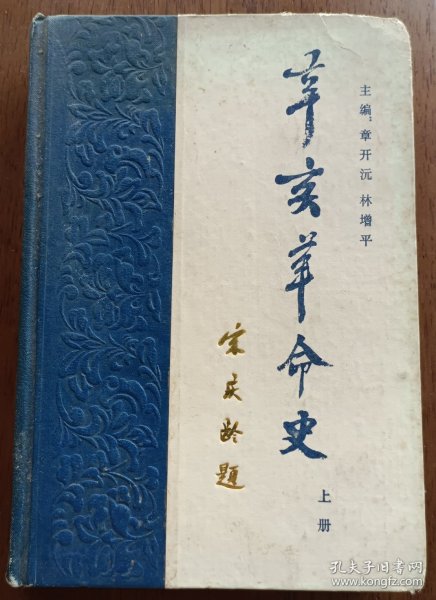 主编：章开沅 林增平
辛亥革命史
上册
宋庆龄题
孔夫子旧书网
www.kongfz.com